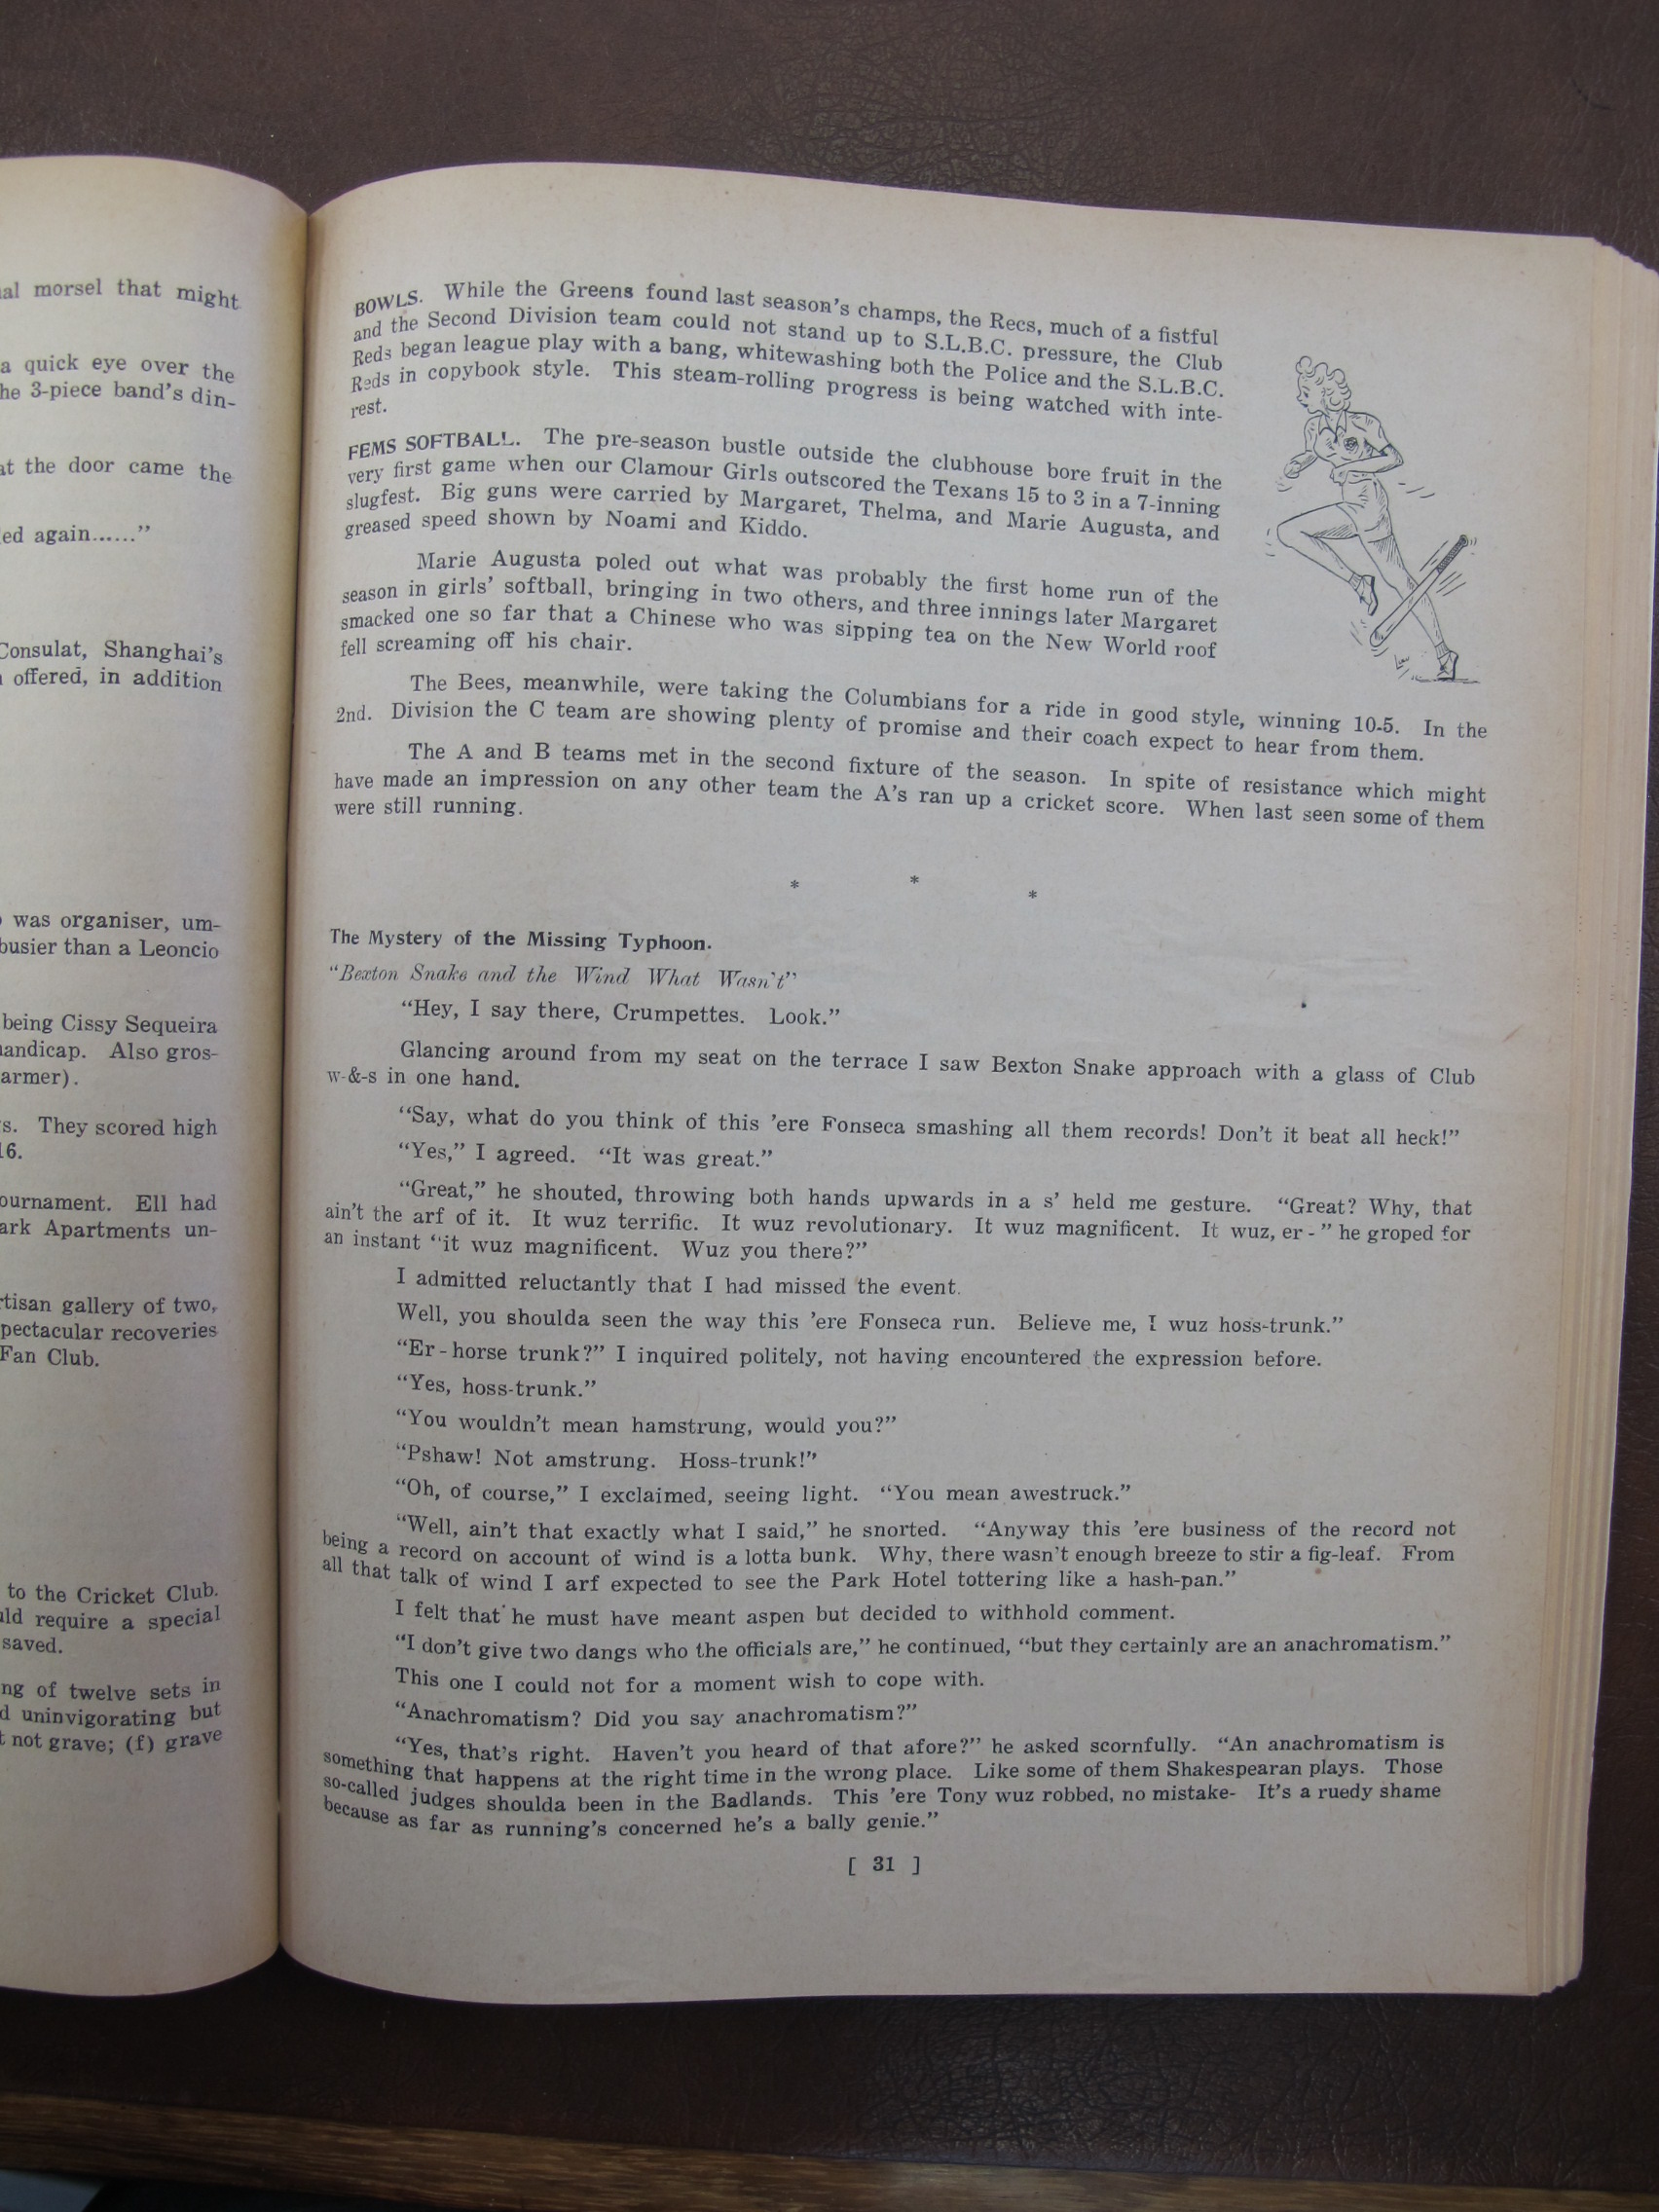 al morsel that might
a quick eye over the
he 3-piece band's din-
at the door came the
ed again......”
Consulat, Shanghai's
offered, in addition
was organiser, um-
busier than a Leoncio
being Cissy Sequeira
andicap. Also gros-
armer).
s. They scored high
16.
ournament. Ell had
ark Apartments un-
tisan gallery of two,
pectacular recoveries
Fan Club.
to the Cricket Club.
ld require a special
saved.
ng of twelve sets in
d uninvigorating but
t not grave; (f) grave
BOWLS. While the Greens found last season's champs, the Recs, much of a fistful
and the Second Division team could not stand up to S.L.B.C. pressure, the Club
Reds began league play with a bang, whitewashing both the Police and the S.L.B.C.
Reds in copybook style. This steam-rolling progress is being watched with inte-
rest.
FEMS SOFTBALL. The pre-season bustle outside the clubhouse bore fruit in the
very first game when our Clamour Girls outscored the Texans 15 to 3 in a 7-inning
slugfest. Big guns were carried by Margaret, Thelma, and Marie Augusta, and
greased speed shown by Noami and Kiddo.
Marie Augusta poled out what was probably the first home run of the
season in girls' softball, bringing in two others, and three innings later Margaret
smacked one so far that a Chinese who was sipping tea on the New World roof
fell screaming off his chair.
The Bees, meanwhile, were taking the Columbians for a ride in good style, winning 10-5. In the
2nd. Division the C team are showing plenty of promise and their coach expect to hear from them.
The A and B teams met in the second fixture of the season. In spite of resistance which might
have made an impression on any other team the A's ran up a cricket score. When last seen some of them
were still running.
* * *
The Mystery of the Missing Typhoon.
“Bexton Snake and the Wind What Wasn't”
“Hey, I say there, Crumpettes. Look.”
Glancing around from my seat on the terrace I saw Bexton Snake approach with a glass of Club
w-&-s in one hand.
“Say, what do you think of this 'ere Fonseca smashing all them records! Don't it beat all heck!”
“Yes,” I agreed. “It was great.”
“Great,” he shouted, throwing both hands upwards in a s' held me gesture. “Great? Why, that
ain't the arf of it. It wuz terrific. It wuz revolutionary. It wuz magnificent. It wuz, er - ” he groped for
an instant “it wuz magnificent. Wuz you there?”
I admitted reluctantly that I had missed the event.
Well, you shoulda seen the way this 'ere Fonseca run. Believe me, I wuz hoss-trunk.”
“Er - horse trunk?” I inquired politely, not having encountered the expression before.
“Yes, hoss-trunk.”
“You wouldn't mean hamstrung, would you?”
“Pshaw! Not amstrung. Hoss-trunk!”
“Oh, of course,” I exclaimed, seeing light. “You mean awestruck.”
“Well, ain't that exactly what I said,” he snorted. “Anyway this 'ere business of the record not
being a record on account of wind is a lotta bunk. Why, there wasn't enough breeze to stir a fig-leaf. From
all that talk of wind I arf expected to see the Park Hotel tottering like a hash-pan.”
I felt that he must have meant aspen but decided to withhold comment.
“I don't give two dangs who the officials are,” he continued, “but they certainly are an anachromatism.”
This one I could not for a moment wish to cope with.
“Anachromatism? Did you say anachromatism?”
“Yes, that's right. Haven't you heard of that afore?” he asked scornfully. “An anachromatism is
something that happens at the right time in the wrong place. Like some of them Shakespearan plays. Those
so-called judges shoulda been in the Badlands. This 'ere Tony wuz robbed, no mistake- It's a ruedy shame
because as far as running's concerned he's a bally genie.”
[ 31 ]